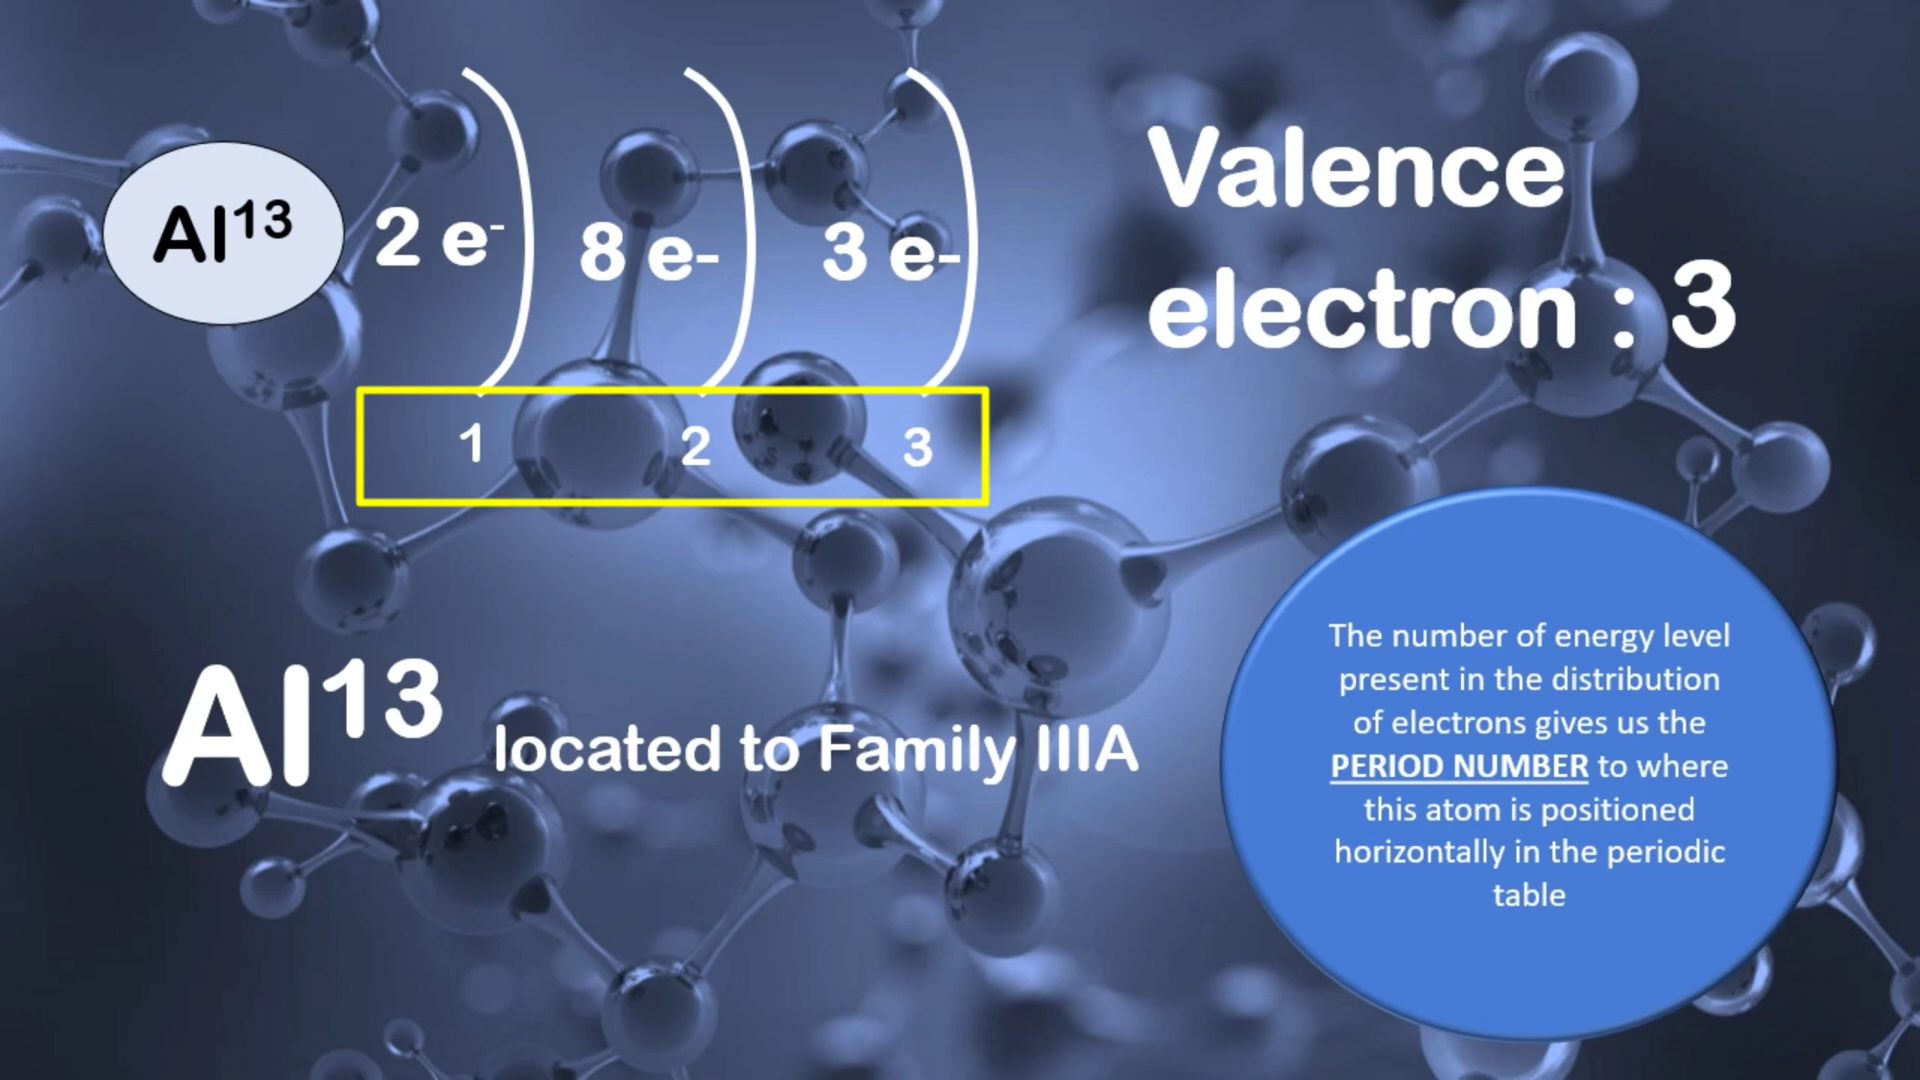 Al¹³
2 e⁻
8 e-
3 e-
Valence
electron : 3
1
2
3
Al¹³ located to Family IIIA
The number of energy level
present in the distribution
of electrons gives us the
PERIOD NUMBER to where
this atom is positioned
horizontally in the periodic
table